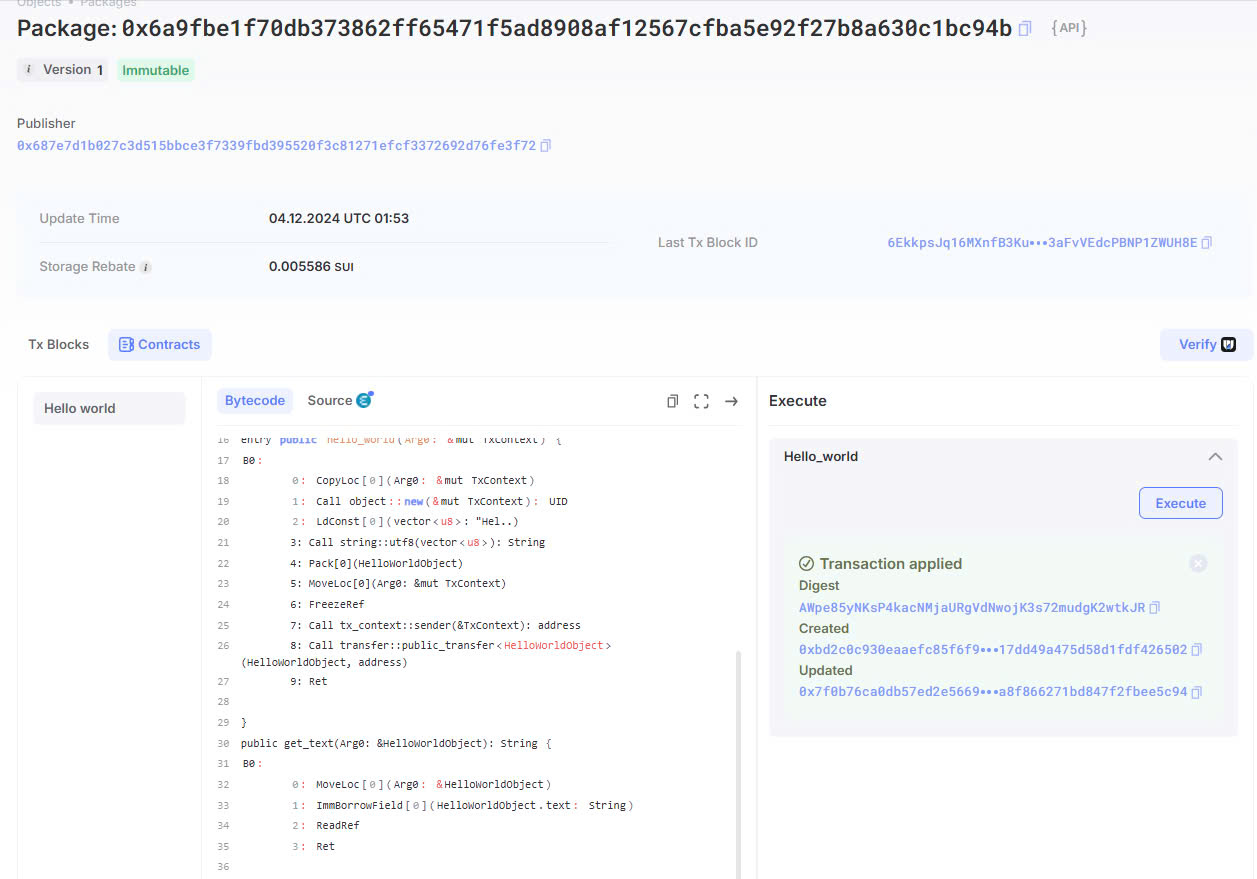 Objects • Packages
Package: 0x6a9fbe1f70db373862ff65471f5ad8908af12567cfba5e92f27b8a630c1bc94b {API}
i Version 1 Immutable
Publisher
0x687e7d1b027c3d515bbce3f7339fbd395520f3c81271efcf3372692d76fe3f72
Update Time 04.12.2024 UTC 01:53
Last Tx Block ID 6EkkpsJq16MXnfB3Ku•••3aFvVEdcPBNP1ZWUH8E
Storage Rebate i 0.005586 SUI
Tx Blocks Contracts Verify
Hello world
Bytecode Source
16 entry public hello_world(Arg0: &mut TxContext) {
17 B0:
18 0: CopyLoc[0](Arg0: &mut TxContext)
19 1: Call object::new(&mut TxContext): UID
20 2: LdConst[0](vector<u8>: "Hel..)
21 3: Call string::utf8(vector<u8>): String
22 4: Pack[0](HelloWorldObject)
23 5: MoveLoc[0](Arg0: &mut TxContext)
24 6: FreezeRef
25 7: Call tx_context::sender(&TxContext): address
26 8: Call transfer::public_transfer<HelloWorldObject>
(HelloWorldObject, address)
27 9: Ret
28
29 }
30 public get_text(Arg0: &HelloWorldObject): String {
31 B0:
32 0: MoveLoc[0](Arg0: &HelloWorldObject)
33 1: ImmBorrowField[0](HelloWorldObject.text: String)
34 2: ReadRef
35 3: Ret
36
Execute
Hello_world
Execute
Transaction applied
Digest
AWpe85yNKsP4kacNMjaURgVdNwojK3s72mudgK2wtkJR
Created
0xbd2c0c930eaaefc85f6f9•••17dd49a475d58d1fdf426502
Updated
0x7f0b76ca0db57ed2e5669•••a8f866271bd847f2fbee5c94